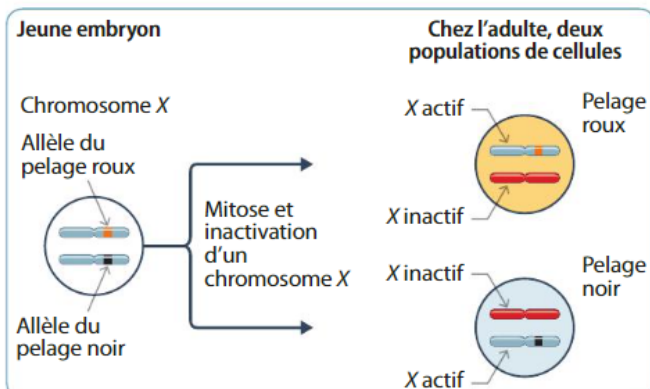 Jeune embryon
Chez l'adulte, deux
populations de cellules
Chromosome X
Allèle du
pelage roux
Allèle du
pelage noir
Mitose et
inactivation
d'un
chromosome X
X actif
Pelage
roux
X inactif
X inactif
Pelage
noir
X actif